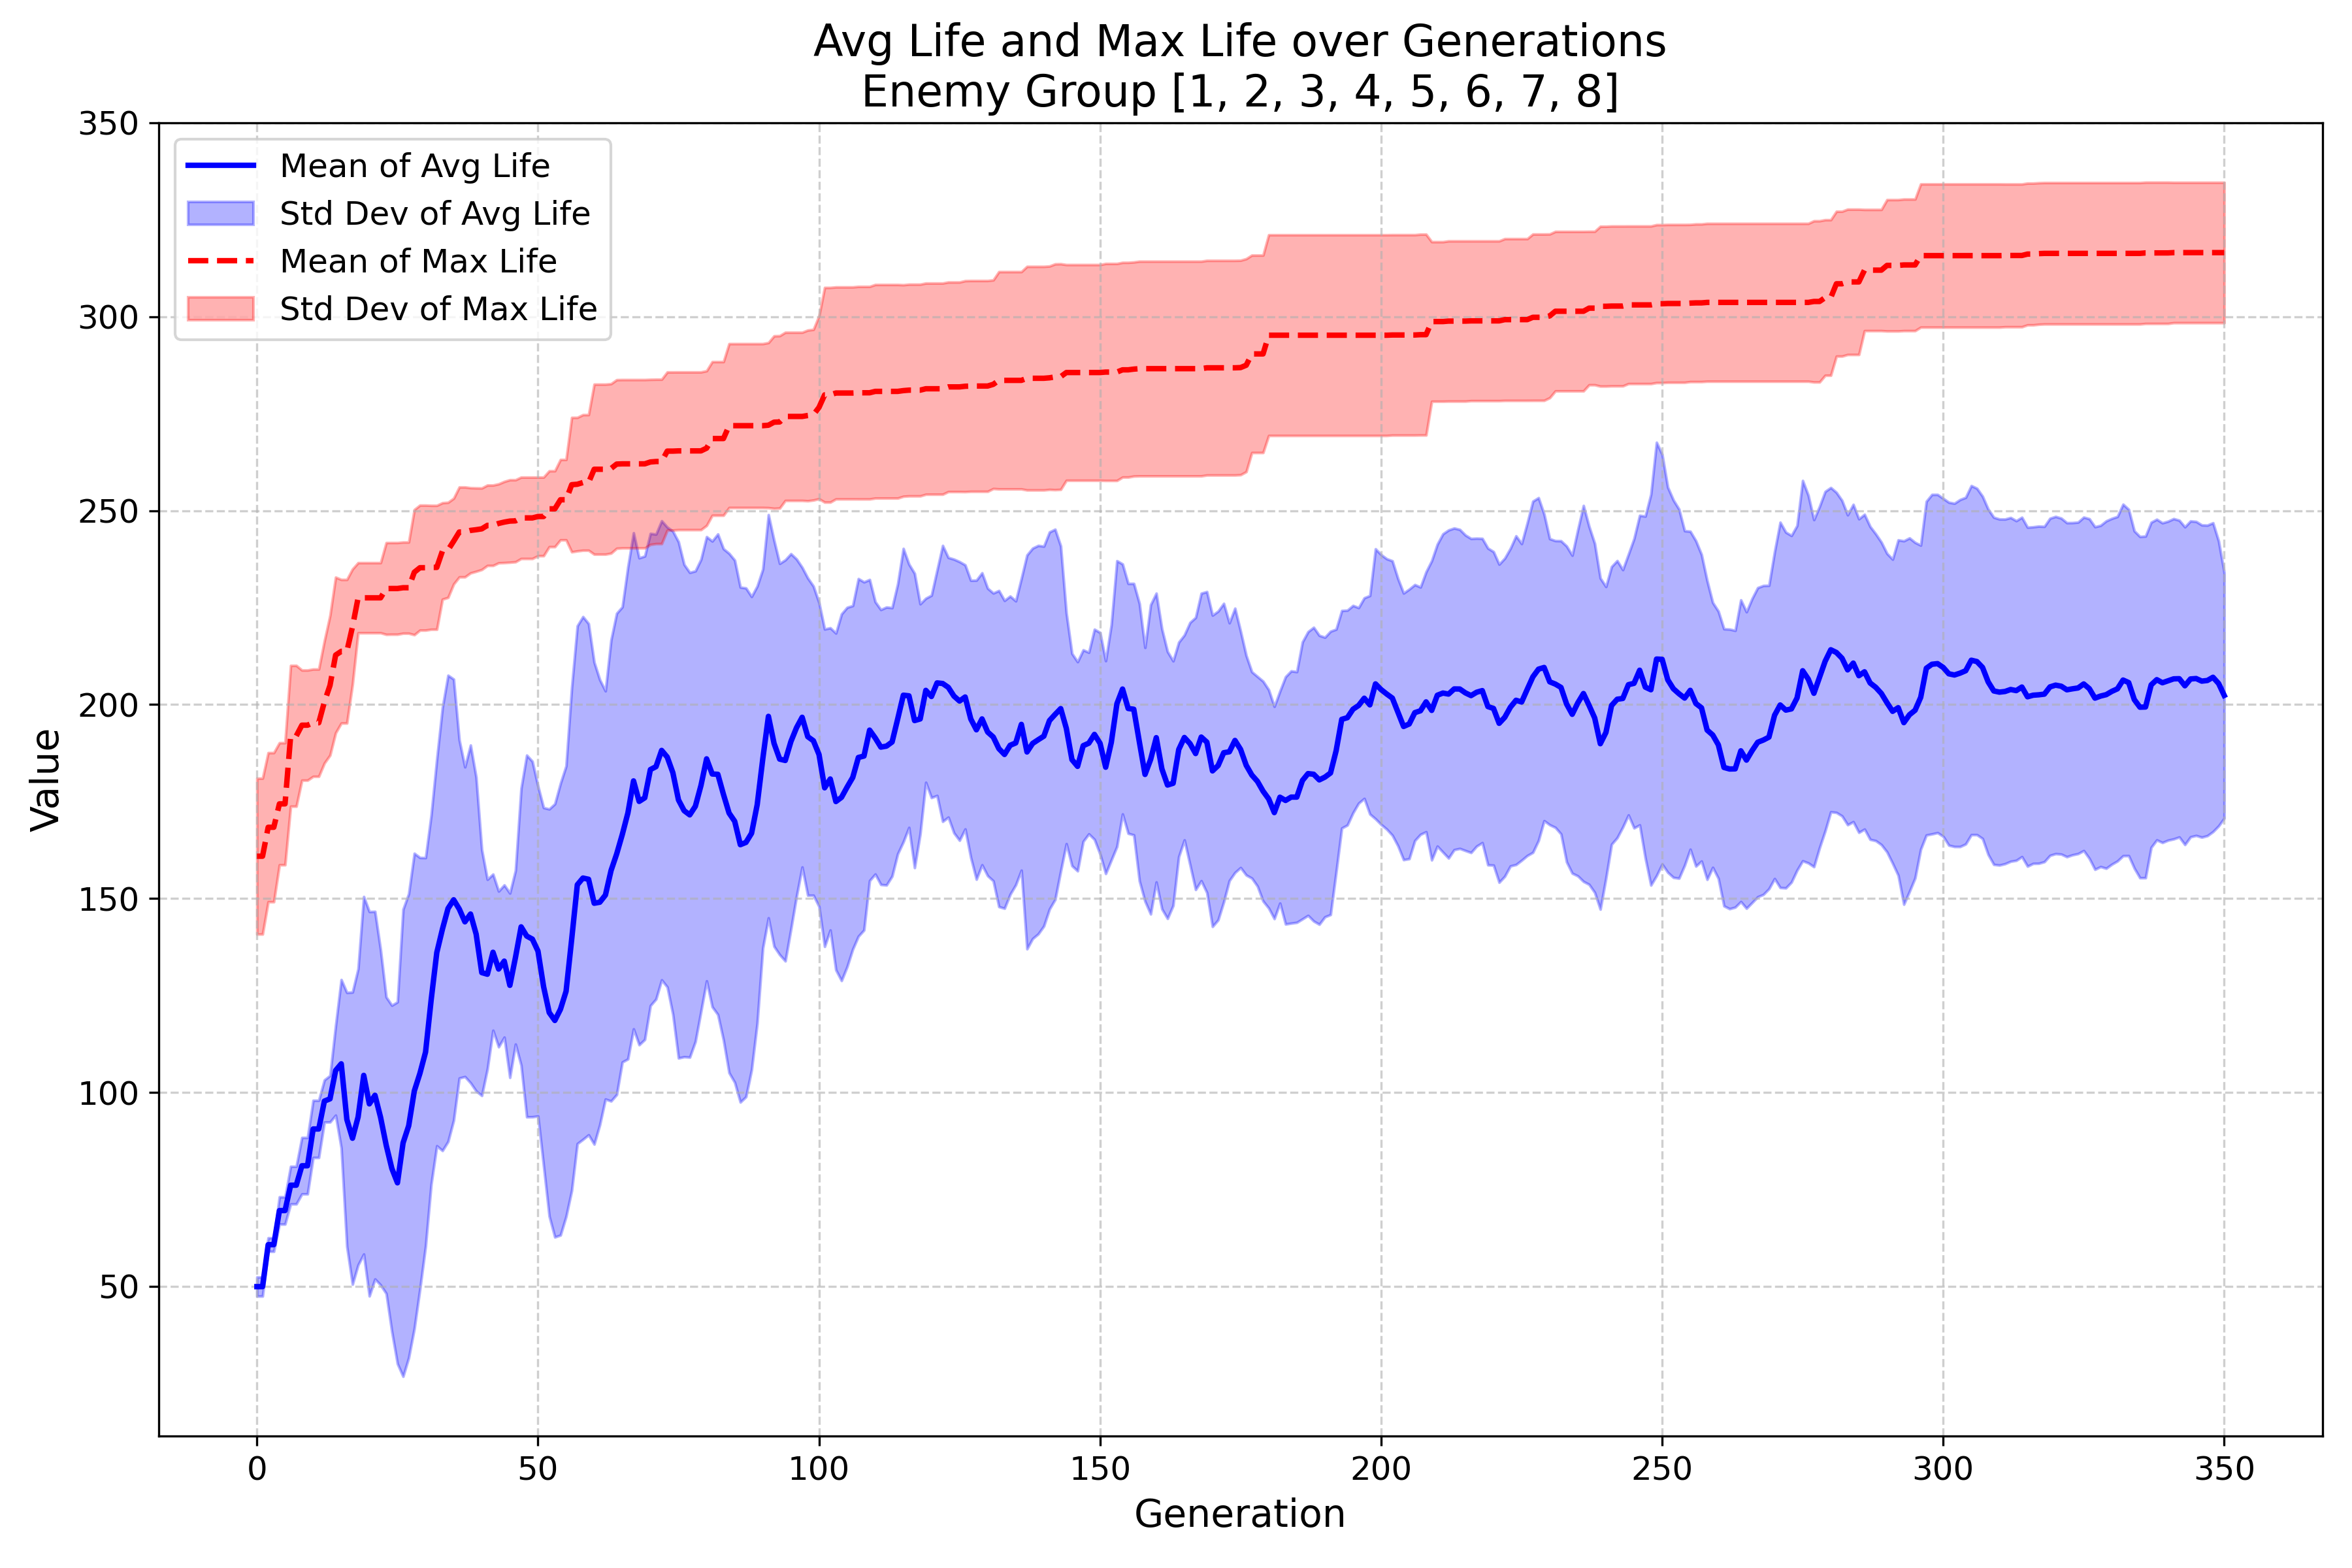 Avg Life and Max Life over Generations
Enemy Group [1, 2, 3, 4, 5, 6, 7, 8]
Mean of Avg Life
Std Dev of Avg Life
Mean of Max Life
Std Dev of Max Life
350
300
250
200
150
100
50
Value
0 50 100 150 200 250 300 350
Generation